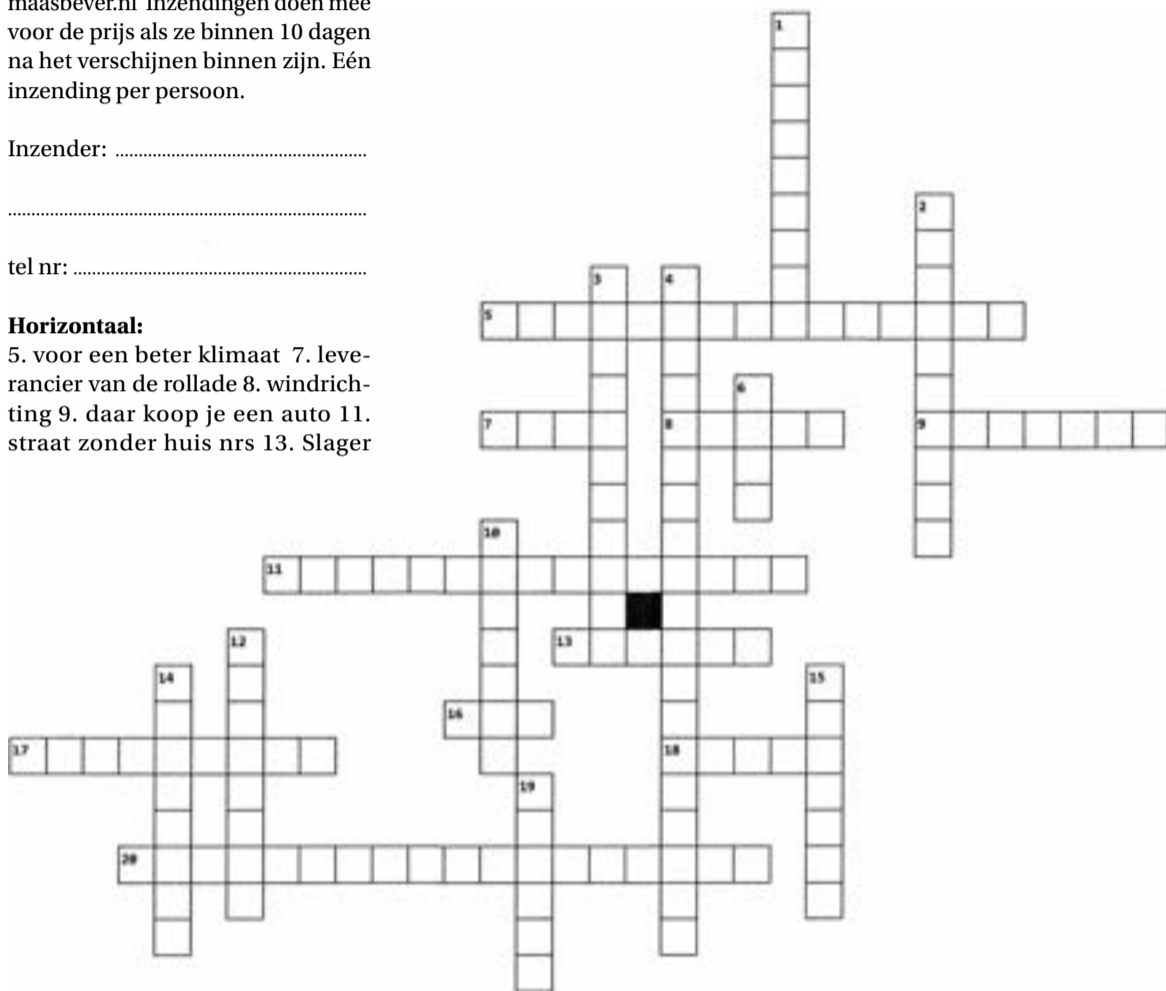 maasbever.nl Inzendingen doen mee
voor de prijs als ze binnen 10 dagen
na het verschijnen binnen zijn. Eén
inzending per persoon.
Inzender: ......................................................
.............................................................................
tel nr: ...............................................................
Horizontaal:
5. voor een beter klimaat 7. leve-
rancier van de rollade 8. windrich-
ting 9. daar koop je een auto 11.
straat zonder huis nrs 13. Slager
1
2
3 4
5
6
7 8 9
10
11
12 13
14 15
16
17 18
19
20